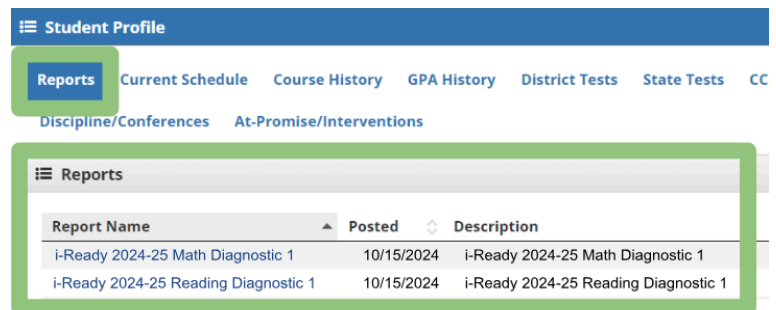 Student Profile
Reports Current Schedule Course History GPA History District Tests State Tests CC
Discipline/Conferences At-Promise/Interventions
Reports
Report Name Posted Description
i-Ready 2024-25 Math Diagnostic 1 10/15/2024 i-Ready 2024-25 Math Diagnostic 1
i-Ready 2024-25 Reading Diagnostic 1 10/15/2024 i-Ready 2024-25 Reading Diagnostic 1